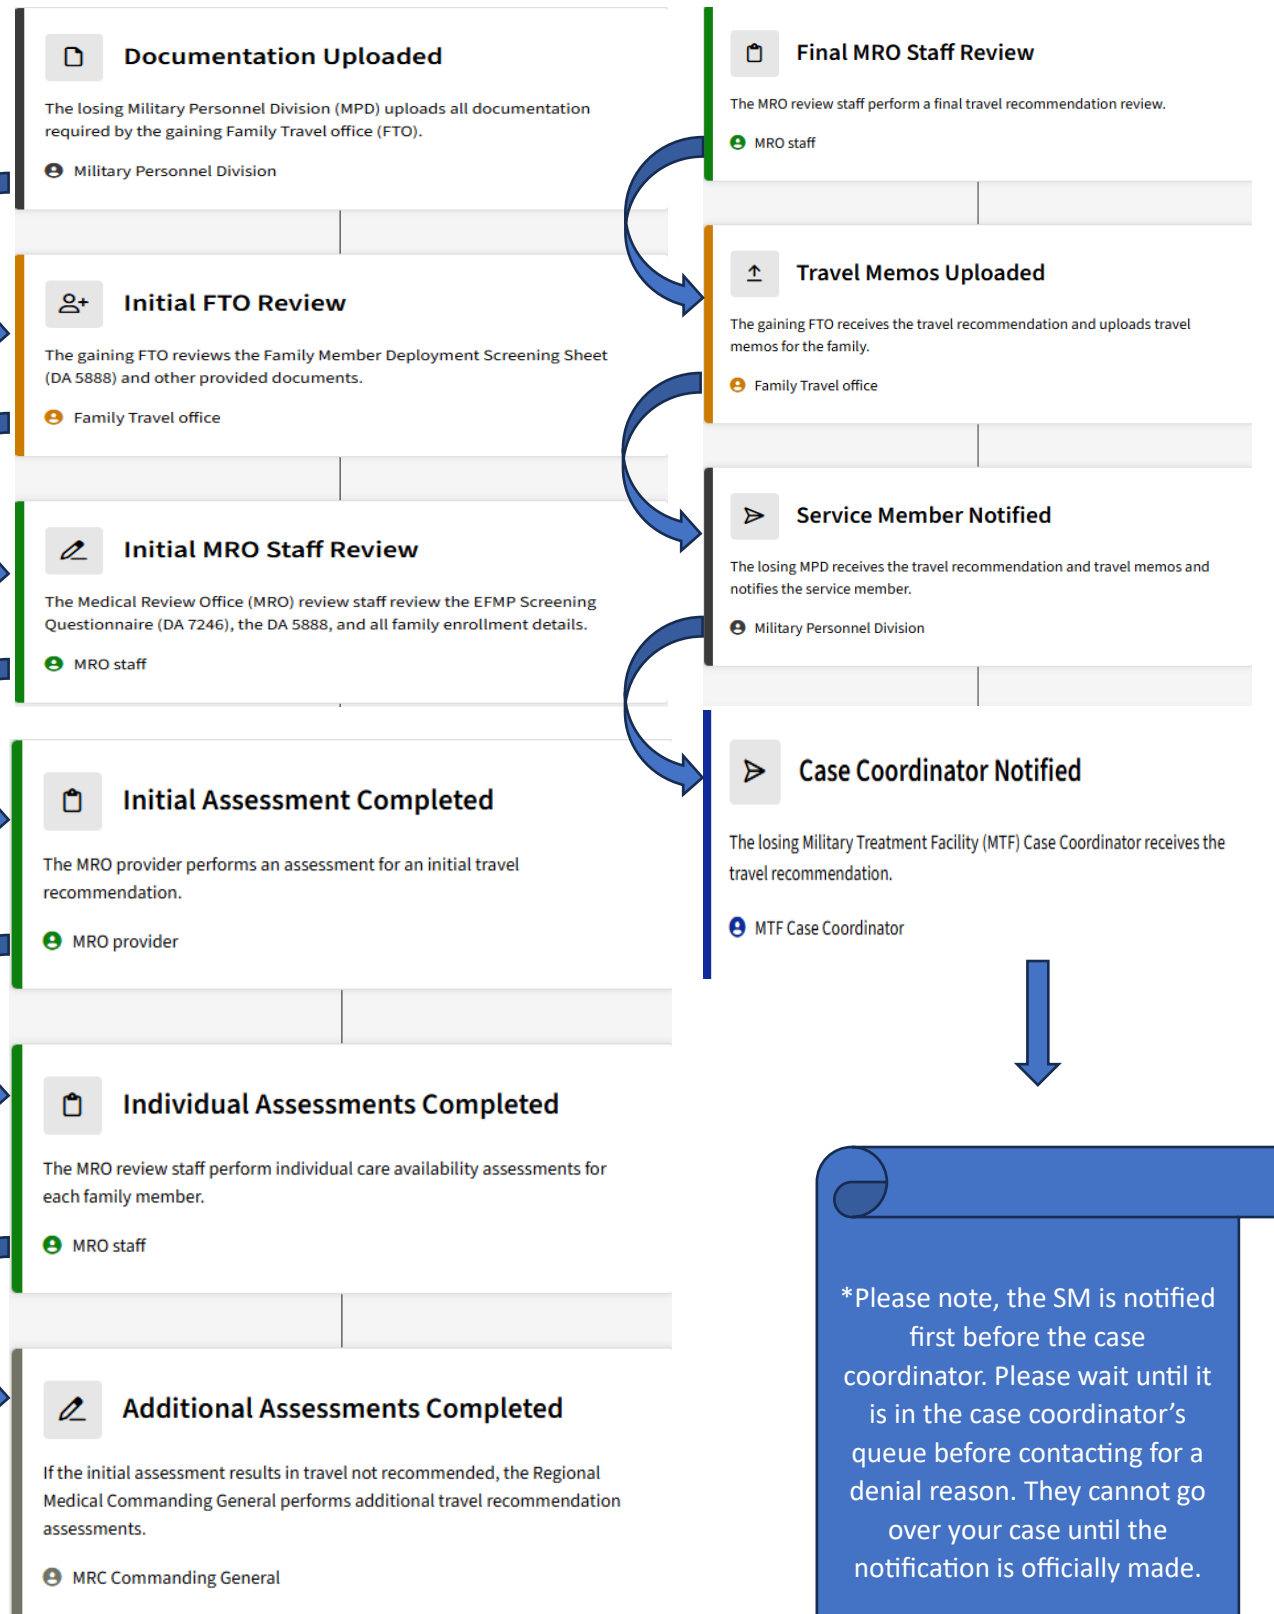 Documentation Uploaded
The losing Military Personnel Division (MPD) uploads all documentation
required by the gaining Family Travel office (FTO).
Military Personnel Division
Initial FTO Review
The gaining FTO reviews the Family Member Deployment Screening Sheet
(DA 5888) and other provided documents.
Family Travel office
Initial MRO Staff Review
The Medical Review Office (MRO) review staff review the EFMP Screening
Questionnaire (DA 7246), the DA 5888, and all family enrollment details.
MRO staff
Initial Assessment Completed
The MRO provider performs an assessment for an initial travel
recommendation.
MRO provider
Individual Assessments Completed
The MRO review staff perform individual care availability assessments for
each family member.
MRO staff
Additional Assessments Completed
If the initial assessment results in travel not recommended, the Regional
Medical Commanding General performs additional travel recommendation
assessments.
MRC Commanding General
Final MRO Staff Review
The MRO review staff perform a final travel recommendation review.
MRO staff
Travel Memos Uploaded
The gaining FTO receives the travel recommendation and uploads travel
memos for the family.
Family Travel office
Service Member Notified
The losing MPD receives the travel recommendation and travel memos and
notifies the service member.
Military Personnel Division
Case Coordinator Notified
The losing Military Treatment Facility (MTF) Case Coordinator receives the
travel recommendation.
MTF Case Coordinator
*Please note, the SM is notified
first before the case
coordinator. Please wait until it
is in the case coordinator's
queue before contacting for a
denial reason. They cannot go
over your case until the
notification is officially made.